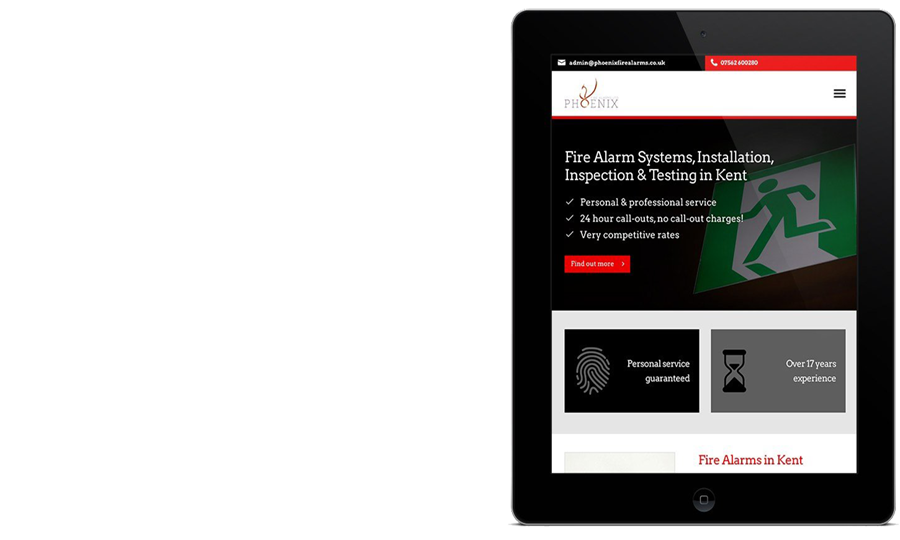 admin@phoenixfirealarms.co.uk
07562 600280
PHOENIX
Fire Alarm Systems, Installation,
Inspection & Testing in Kent
Personal & professional service
24 hour call-outs, no call-out charges!
Very competitive rates
Find out more
Personal service
guaranteed
Over 17 years
experience
Fire Alarms in Kent